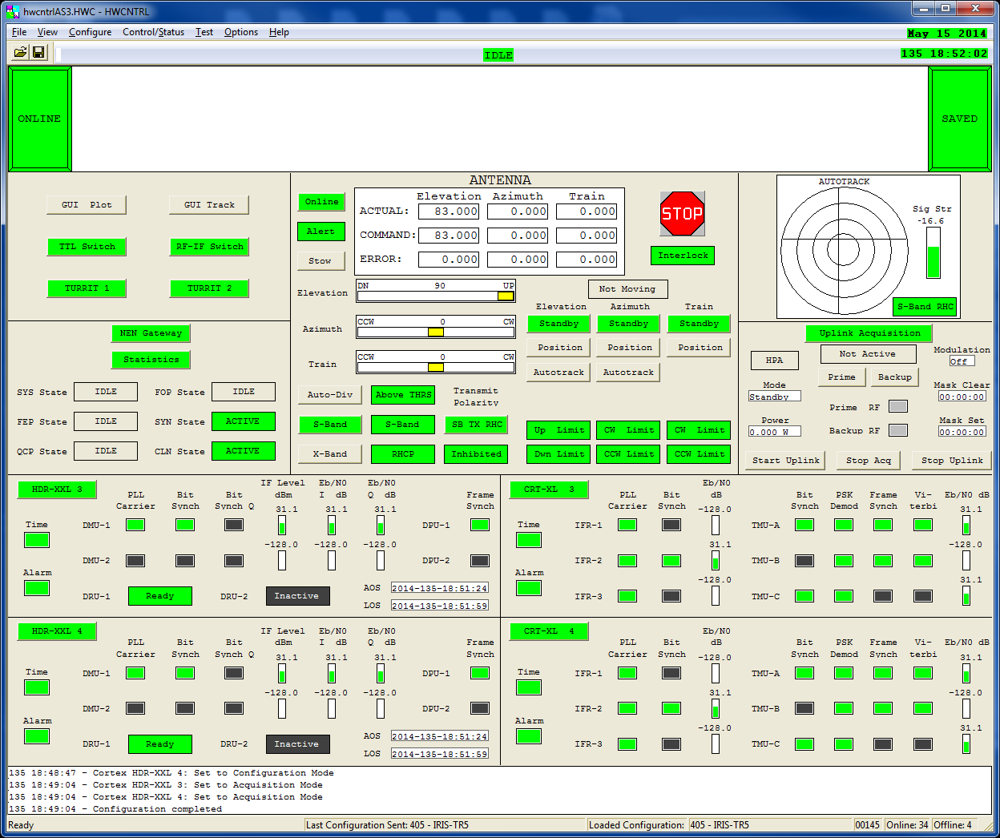 hwcntrlAS3.HWC - HWCNTRL
File View Configure Control/Status Test Options Help
May 15 2014
IDLE
135 18:52:02
ONLINE
SAVED
GUI Plot
GUI Track
TTL Switch
RF-IF Switch
TURRIT 1
TURRIT 2
NEN Gateway
Statistics
SYS State IDLE FOP State IDLE
FEP State IDLE SYN State ACTIVE
QCP State IDLE CLN State ACTIVE
ANTENNA
Online
Alert
Stow
Elevation Azimuth Train
ACTUAL: 83.000 0.000 0.000
COMMAND: 83.000 0.000 0.000
ERROR: 0.000 0.000 0.000
STOP
Interlock
Elevation DN 90 UP
Azimuth CCW 0 CW
Train CCW 0 CW
Not Moving
Elevation Azimuth Train
Standby Standby Standby
Position Position Position
Autotrack Autotrack
Auto-Div Above THRS Transmit
Polarity
S-Band S-Band SB TX RHC
X-Band RHCP Inhibited
Up Limit CW Limit CW Limit
Dwn Limit CCW Limit CCW Limit
AUTOTRACK
Sig Str
-16.6
S-Band RHC
Uplink Acquisition
HPA
Not Active
Modulation
Off
Prime Backup
Mode
Standby
Mask Clear
00:00:00
Prime RF
Power
0.000 W
Mask Set
00:00:00
Backup RF
Start Uplink Stop Acq Stop Uplink
HDR-XXL 3
PLL Carrier
Bit Synch
Bit Synch Q
IF Level dBm
Eb/N0 I dB
Eb/N0 Q dB
Frame Synch
31.1 31.1 31.1
Time
DMU-1
DPU-1
-128.0 -128.0 -128.0
DMU-2
DPU-2
Alarm
AOS 2014-135-18:51:24
DRU-1 Ready DRU-2 Inactive
LOS 2014-135-18:51:59
CRT-XL 3
PLL Carrier
Bit Synch
Eb/N0 dB
Bit Synch
PSK Demod
Frame Synch
Vi-terbi
Eb/N0 dB
-128.0
31.1
Time
IFR-1
TMU-A
31.1
-128.0
IFR-2
TMU-B
Alarm
-128.0
31.1
IFR-3
TMU-C
HDR-XXL 4
PLL Carrier
Bit Synch
Bit Synch Q
IF Level dBm
Eb/N0 I dB
Eb/N0 Q dB
Frame Synch
31.1 31.1 31.1
Time
DMU-1
DPU-1
-128.0 -128.0 -128.0
DMU-2
DPU-2
Alarm
AOS 2014-135-18:51:24
DRU-1 Ready DRU-2 Inactive
LOS 2014-135-18:51:59
CRT-XL 4
PLL Carrier
Bit Synch
Eb/N0 dB
Bit Synch
PSK Demod
Frame Synch
Vi-terbi
Eb/N0 dB
-128.0
31.1
Time
IFR-1
TMU-A
31.1
-128.0
IFR-2
TMU-B
Alarm
-128.0
31.1
IFR-3
TMU-C
135 18:48:47 - Cortex HDR-XXL 4: Set to Configuration Mode
135 18:49:04 - Cortex HDR-XXL 3: Set to Acquisition Mode
135 18:49:04 - Cortex HDR-XXL 4: Set to Acquisition Mode
135 18:49:04 - Configuration completed
Ready Last Configuration Sent: 405 - IRIS-TR5 Loaded Configuration: 405 - IRIS-TR5 00145 Online: 34 Offline: 4